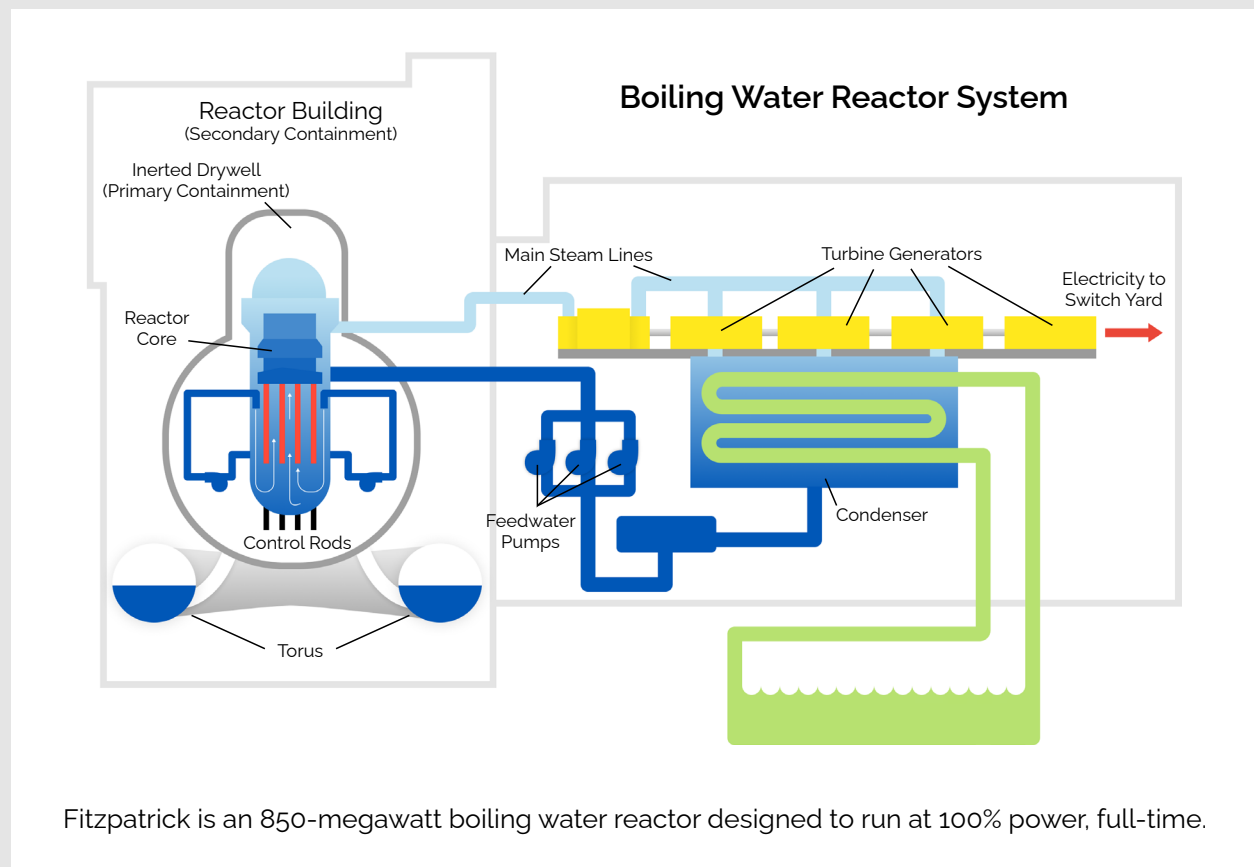 Boiling Water Reactor System
Reactor Building
(Secondary Containment)
Inerted Drywell
(Primary Containment)
Main Steam Lines
Turbine Generators
Electricity to
Switch Yard
Reactor
Core
Feedwater
Pumps
Condenser
Control Rods
Torus
Fitzpatrick is an 850-megawatt boiling water reactor designed to run at 100% power, full-time.